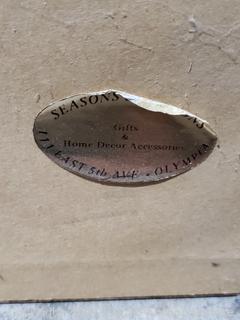 SEASONS
Gifts
&
Home Decor Accessories
111 EAST 5th AVE • OLYMPIA